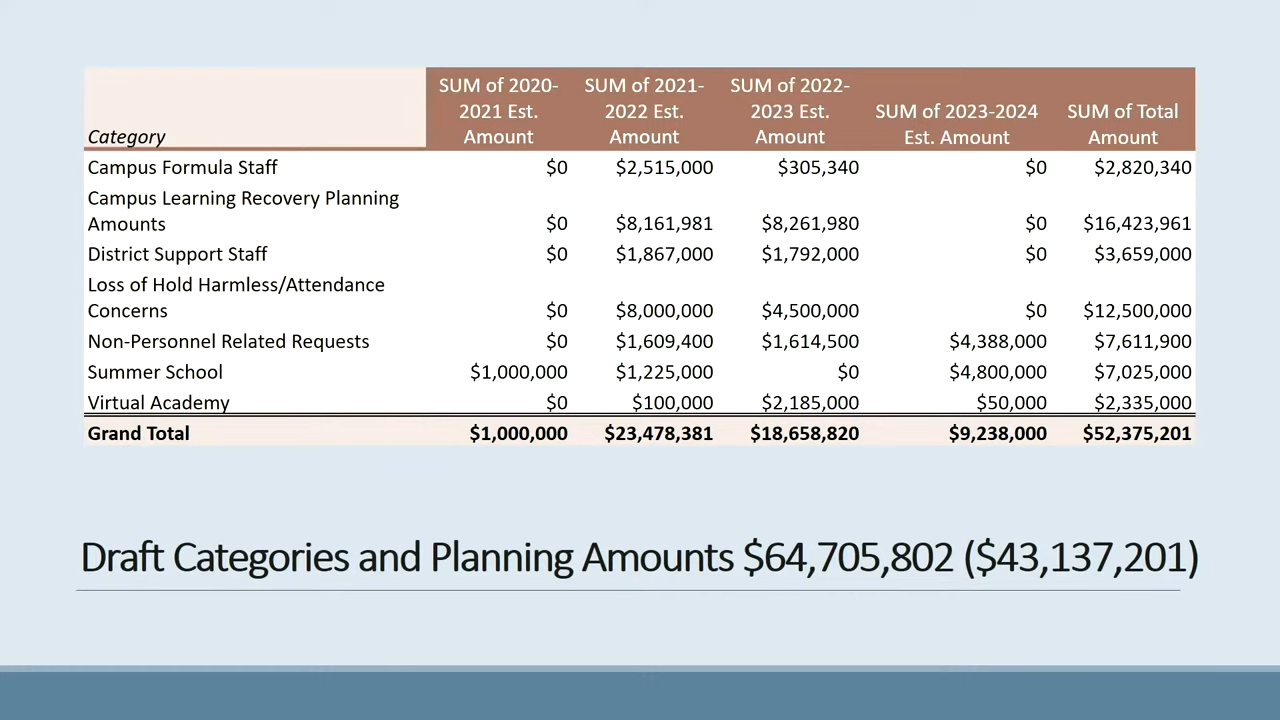 Category SUM of 2020-2021 Est. Amount SUM of 2021-2022 Est. Amount SUM of 2022-2023 Est. Amount SUM of 2023-2024 Est. Amount SUM of Total Amount
Campus Formula Staff $0 $2,515,000 $305,340 $0 $2,820,340
Campus Learning Recovery Planning
Amounts $0 $8,161,981 $8,261,980 $0 $16,423,961
District Support Staff $0 $1,867,000 $1,792,000 $0 $3,659,000
Loss of Hold Harmless/Attendance
Concerns $0 $8,000,000 $4,500,000 $0 $12,500,000
Non-Personnel Related Requests $0 $1,609,400 $1,614,500 $4,388,000 $7,611,900
Summer School $1,000,000 $1,225,000 $0 $4,800,000 $7,025,000
Virtual Academy $0 $100,000 $2,185,000 $50,000 $2,335,000
Grand Total $1,000,000 $23,478,381 $18,658,820 $9,238,000 $52,375,201
Draft Categories and Planning Amounts $64,705,802 ($43,137,201)